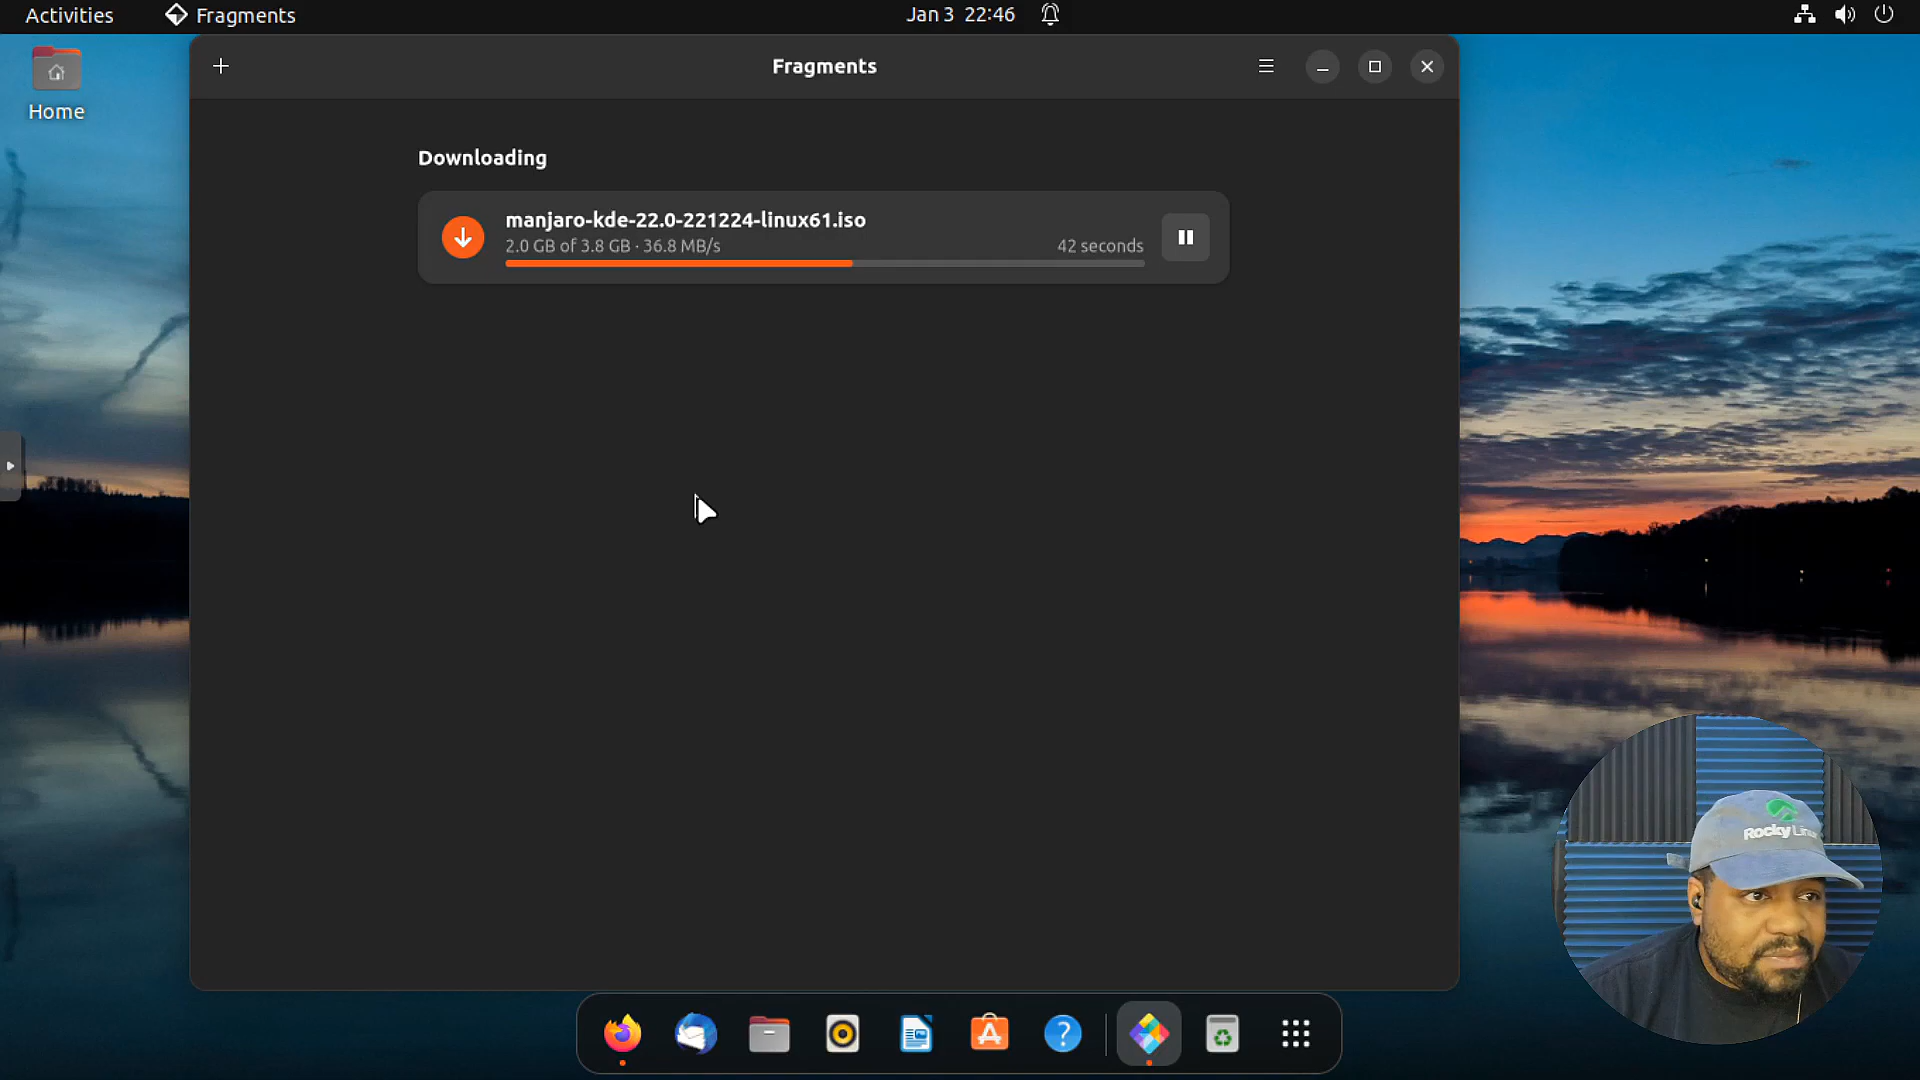 Activities
Fragments
Jan 3 22:46
Home
Fragments
Downloading
manjaro-kde-22.0-221224-linux61.iso
2.0 GB of 3.8 GB · 36.8 MB/s
42 seconds
Rocky